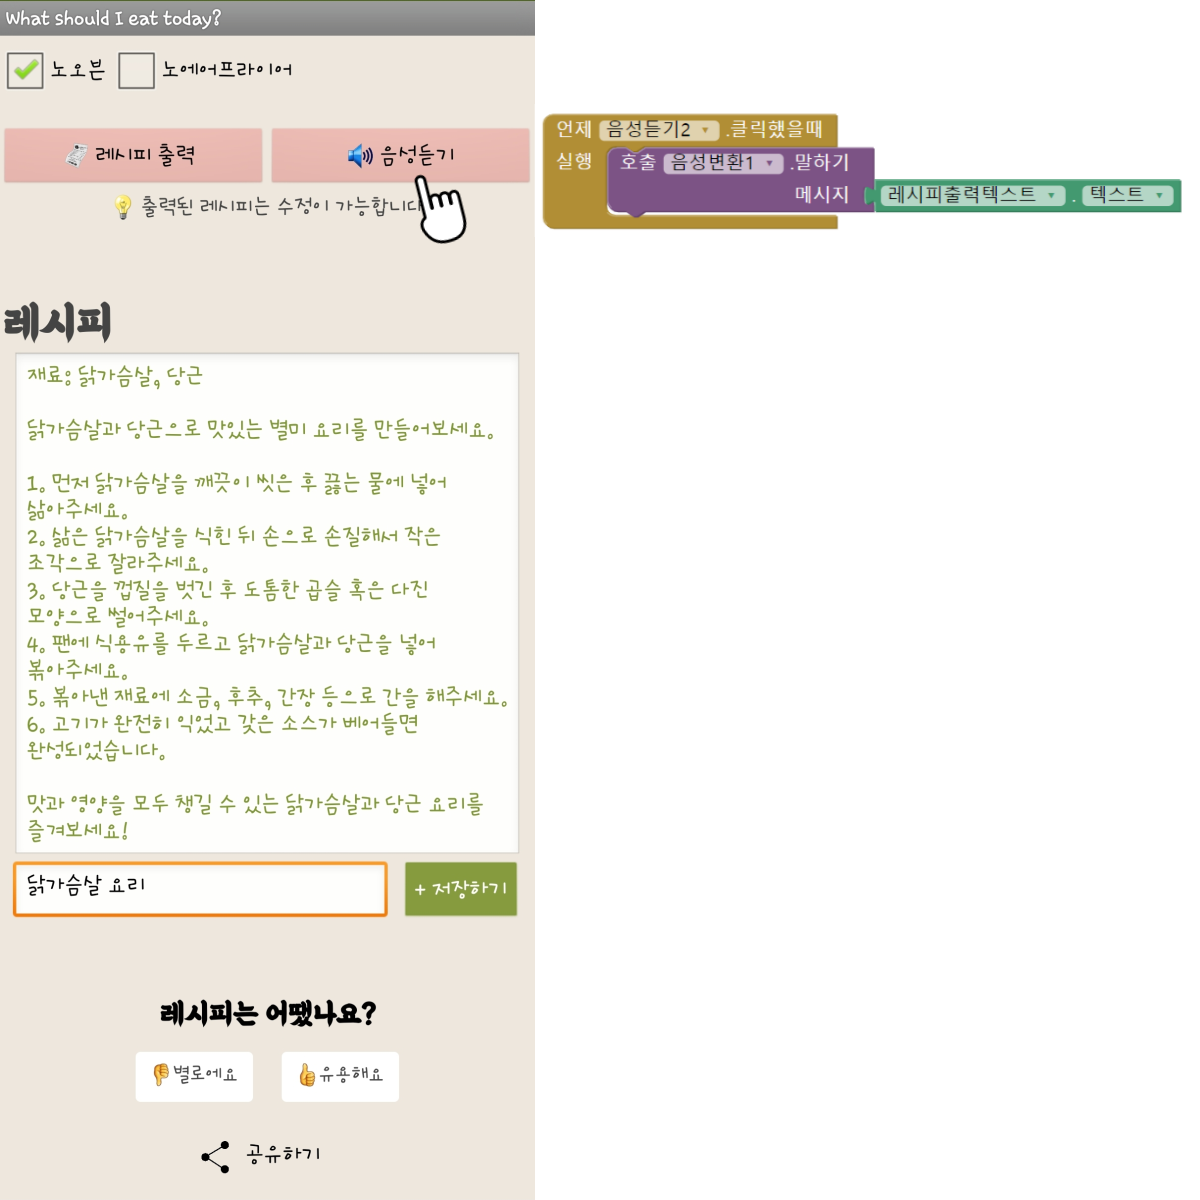 What should I eat today?
노오븐 노에어프라이어
레시피 출력 음성듣기
출력된 레시피는 수정이 가능합니다
레시피
재료: 닭가슴살, 당근
닭가슴살과 당근으로 맛있는 별미 요리를 만들어보세요.
1. 먼저 닭가슴살을 깨끗이 씻은 후 끓는 물에 넣어
삶아주세요.
2. 삶은 닭가슴살을 식힌 뒤 손으로 손질해서 작은
조각으로 잘라주세요.
3. 당근을 껍질을 벗긴 후 도톰한 곱슬 혹은 다진
모양으로 썰어주세요.
4. 팬에 식용유를 두르고 닭가슴살과 당근을 넣어
볶아주세요.
5. 볶아낸 재료에 소금, 후추, 간장 등으로 간을 해주세요.
6. 고기가 완전히 익었고 갖은 소스가 베어들면
완성되었습니다.
맛과 영양을 모두 챙길 수 있는 닭가슴살과 당근 요리를
즐겨보세요!
닭가슴살 요리
+ 저장하기
레시피는 어땠나요?
별로에요 유용해요
공유하기
언제 음성듣기2 .클릭했을때
실행 호출 음성변환1 .말하기
메시지 레시피출력텍스트 . 텍스트